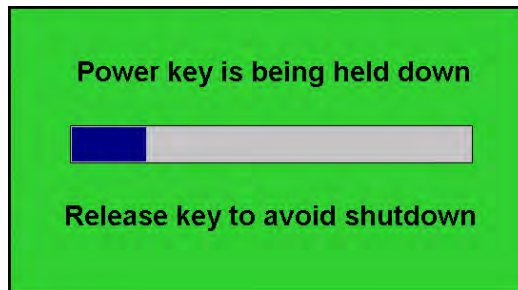 Power key is being held down
Release key to avoid shutdown